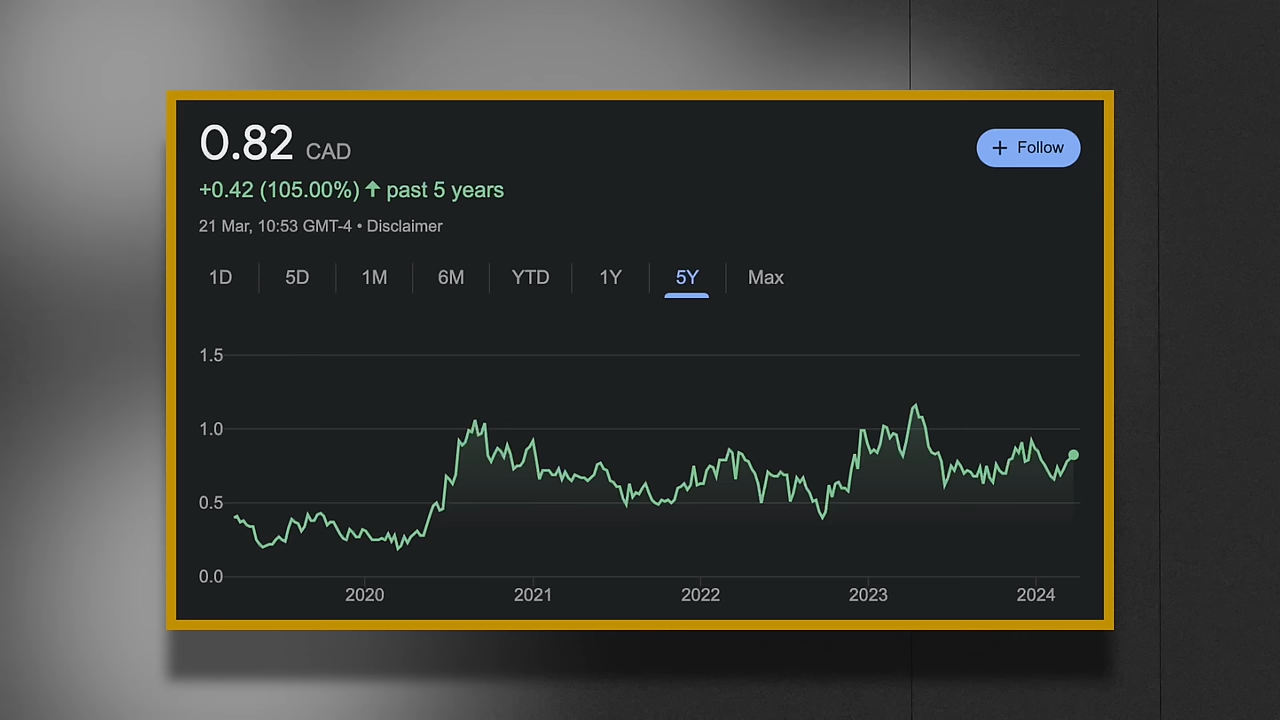 0.82 CAD
+ Follow
+0.42 (105.00%) ↑ past 5 years
21 Mar, 10:53 GMT-4 • Disclaimer
1D 5D 1M 6M YTD 1Y 5Y Max
1.5
1.0
0.5
0.0
2020 2021 2022 2023 2024